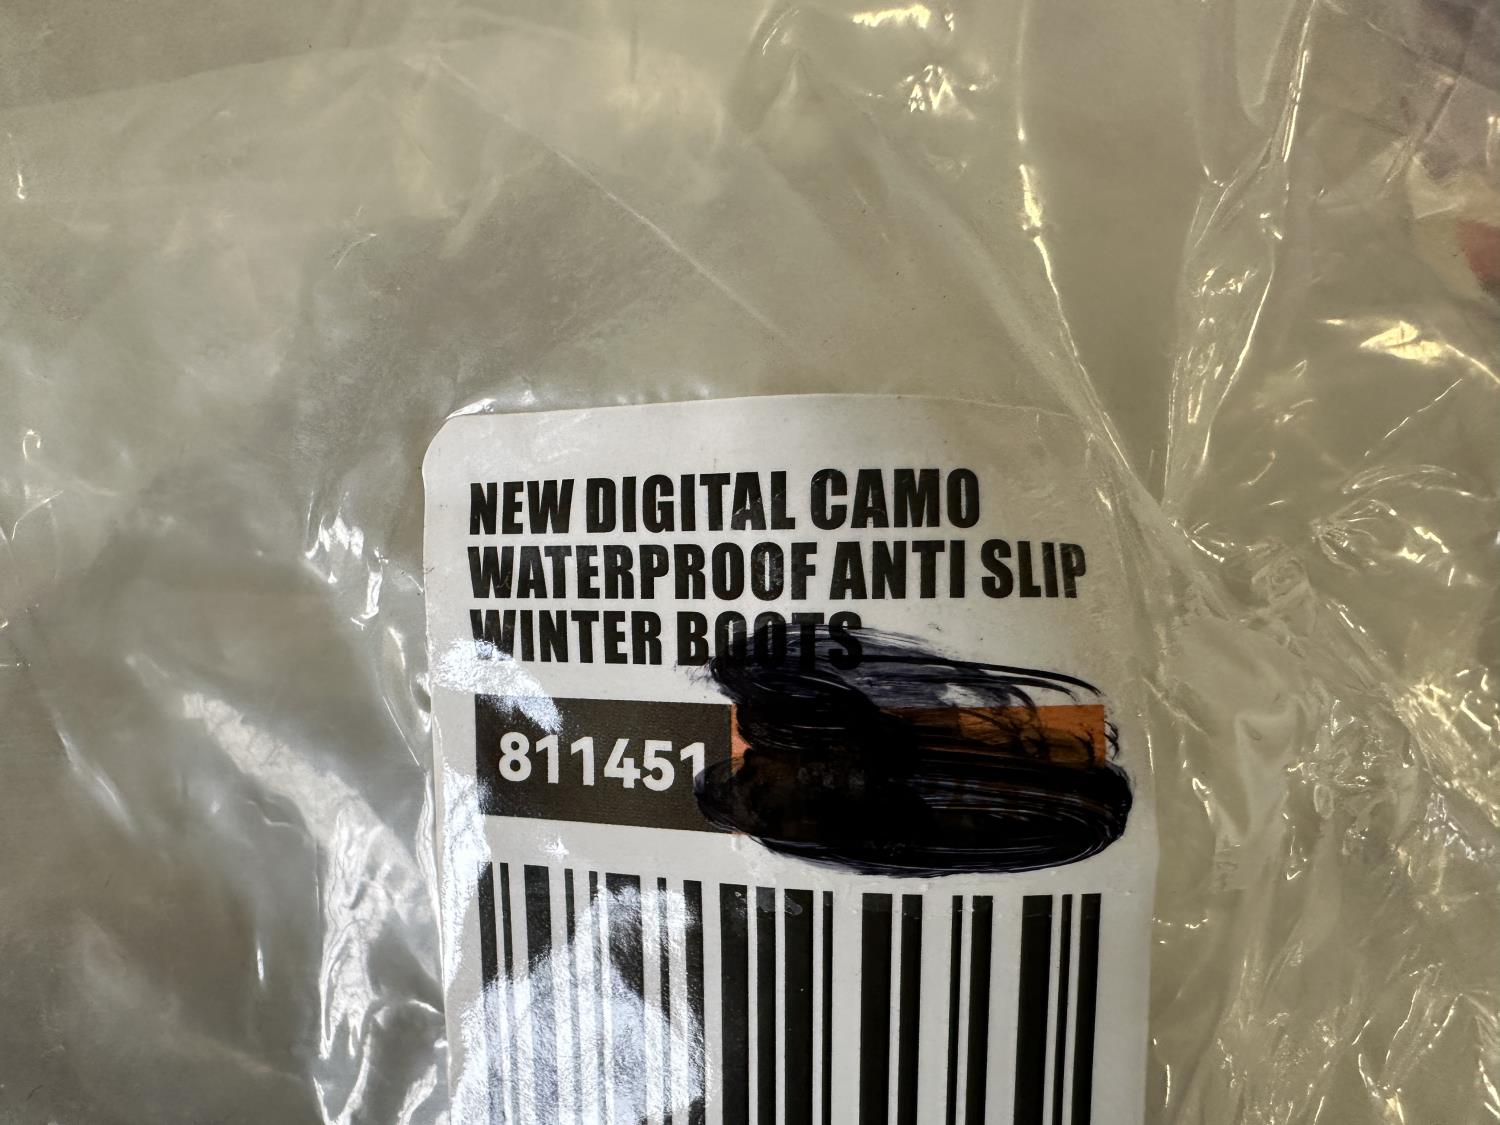 NEW DIGITAL CAMO
WATERPROOF ANTI SLIP
WINTER BOOTS
811451